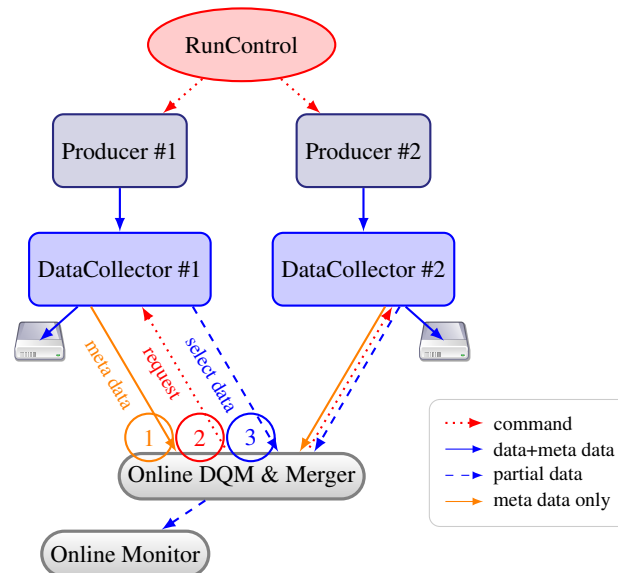 RunControl
Producer #1
Producer #2
DataCollector #1
DataCollector #2
meta data
request
select data
1
2
3
Online DQM & Merger
Online Monitor
command
data+meta data
partial data
meta data only